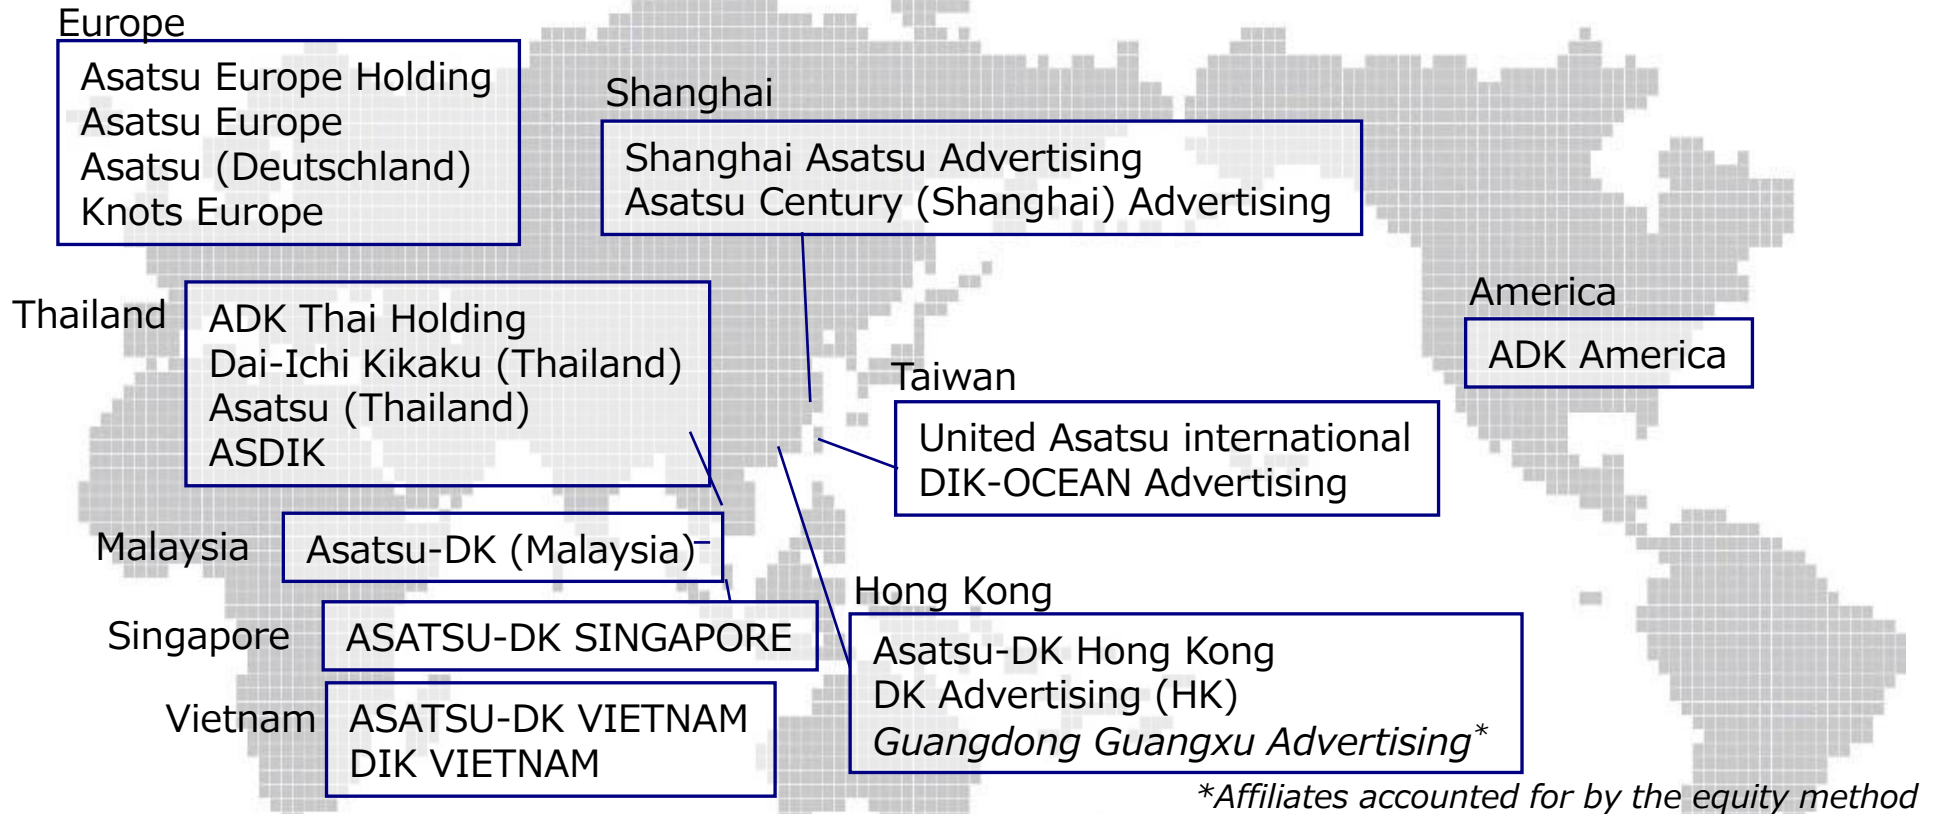 Europe
Asatsu Europe Holding
Asatsu Europe
Asatsu (Deutschland)
Knots Europe
Shanghai
Shanghai Asatsu Advertising
Asatsu Century (Shanghai) Advertising
Thailand
ADK Thai Holding
Dai-Ichi Kikaku (Thailand)
Asatsu (Thailand)
ASDIK
America
ADK America
Taiwan
United Asatsu international
DIK-OCEAN Advertising
Malaysia
Asatsu-DK (Malaysia)
Singapore
ASATSU-DK SINGAPORE
Vietnam
ASATSU-DK VIETNAM
DIK VIETNAM
Hong Kong
Asatsu-DK Hong Kong
DK Advertising (HK)
Guangdong Guangxu Advertising*
*Affiliates accounted for by the equity method